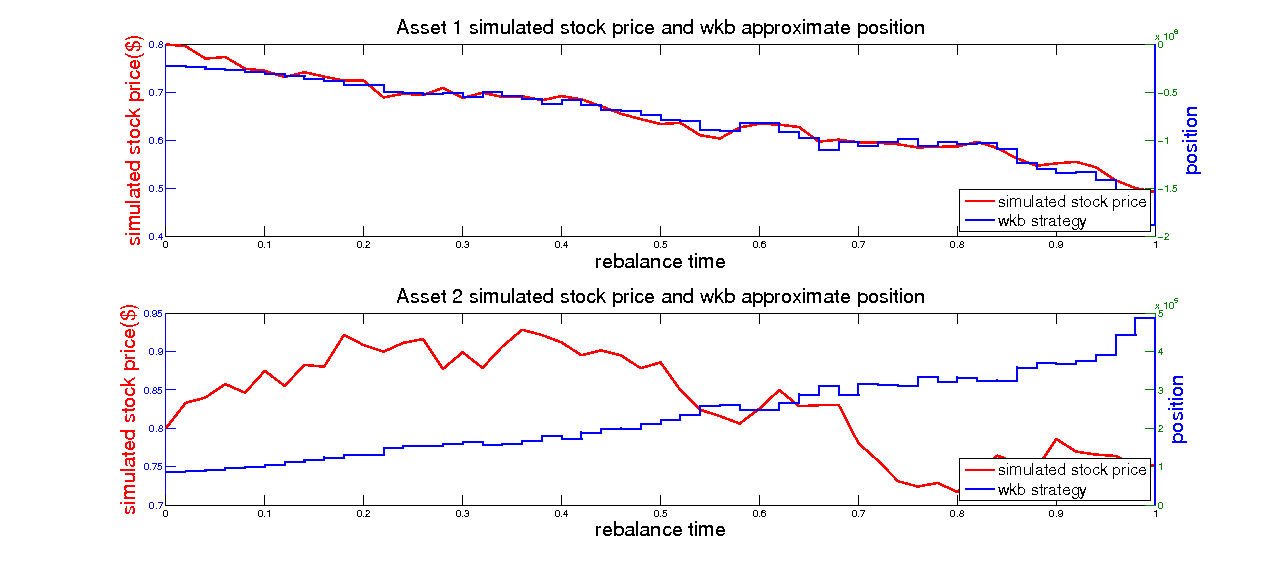 Asset 1 simulated stock price and wkb approximate position
x 10^6
simulated stock price($)
0.8
0.7
0.6
0.5
0.4
0
-0.5
-1
-1.5
-2
position
simulated stock price
wkb strategy
0 0.1 0.2 0.3 0.4 0.5 0.6 0.7 0.8 0.9 1
rebalance time
Asset 2 simulated stock price and wkb approximate position
simulated stock price($)
0.95
0.9
0.85
0.8
0.75
0.7
5
4
3
2
1
0
position
simulated stock price
wkb strategy
0 0.1 0.2 0.3 0.4 0.5 0.6 0.7 0.8 0.9 1
rebalance time